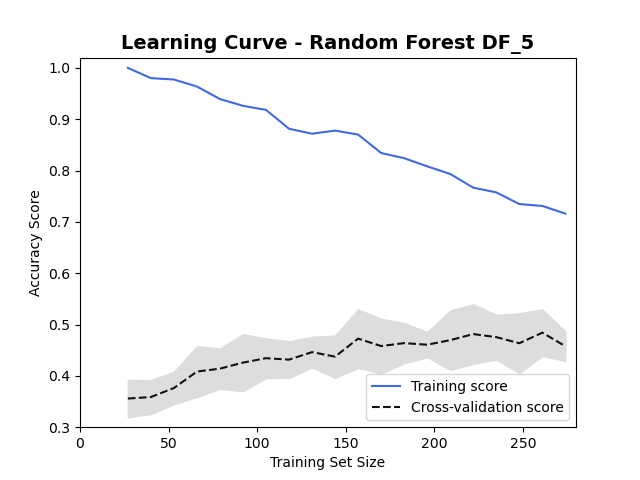 Learning Curve - Random Forest DF_5
1.0
0.9
0.8
0.7
0.6
0.5
0.4
0.3
Accuracy Score
0
50
100
150
200
250
Training Set Size
Training score
Cross-validation score